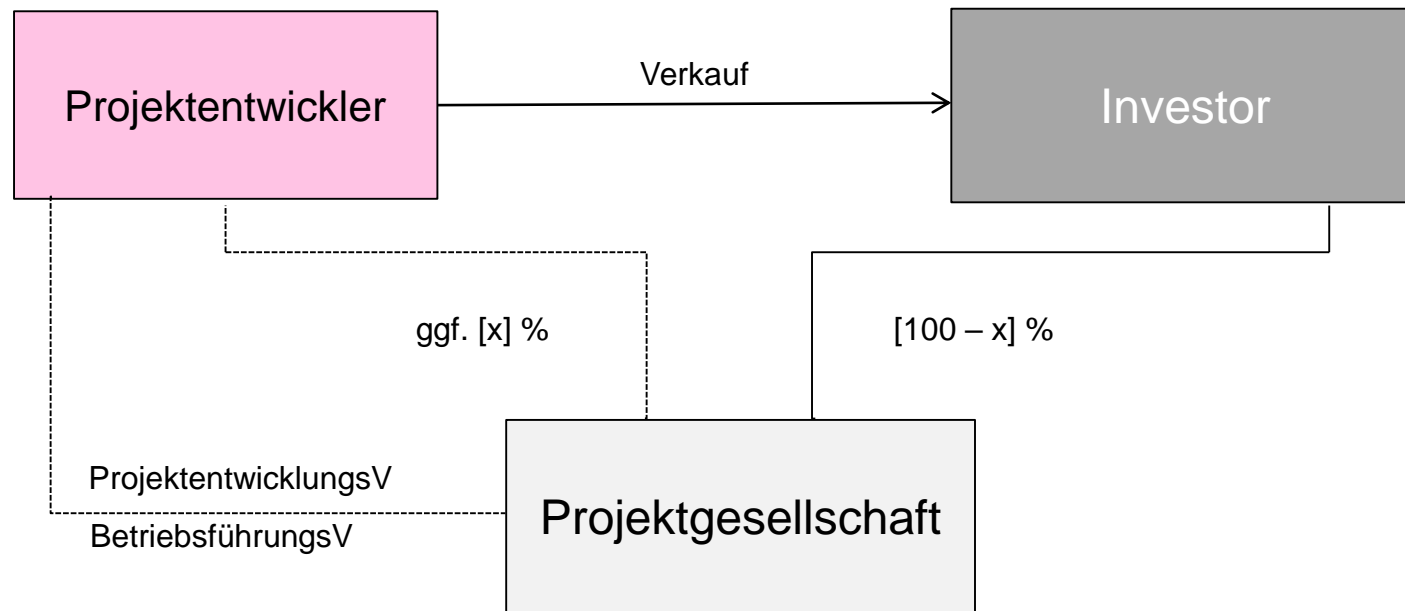 Projektentwickler
Verkauf
Investor
ggf. [x] %
[100 – x] %
ProjektentwicklungsV
BetriebsführungsV
Projektgesellschaft